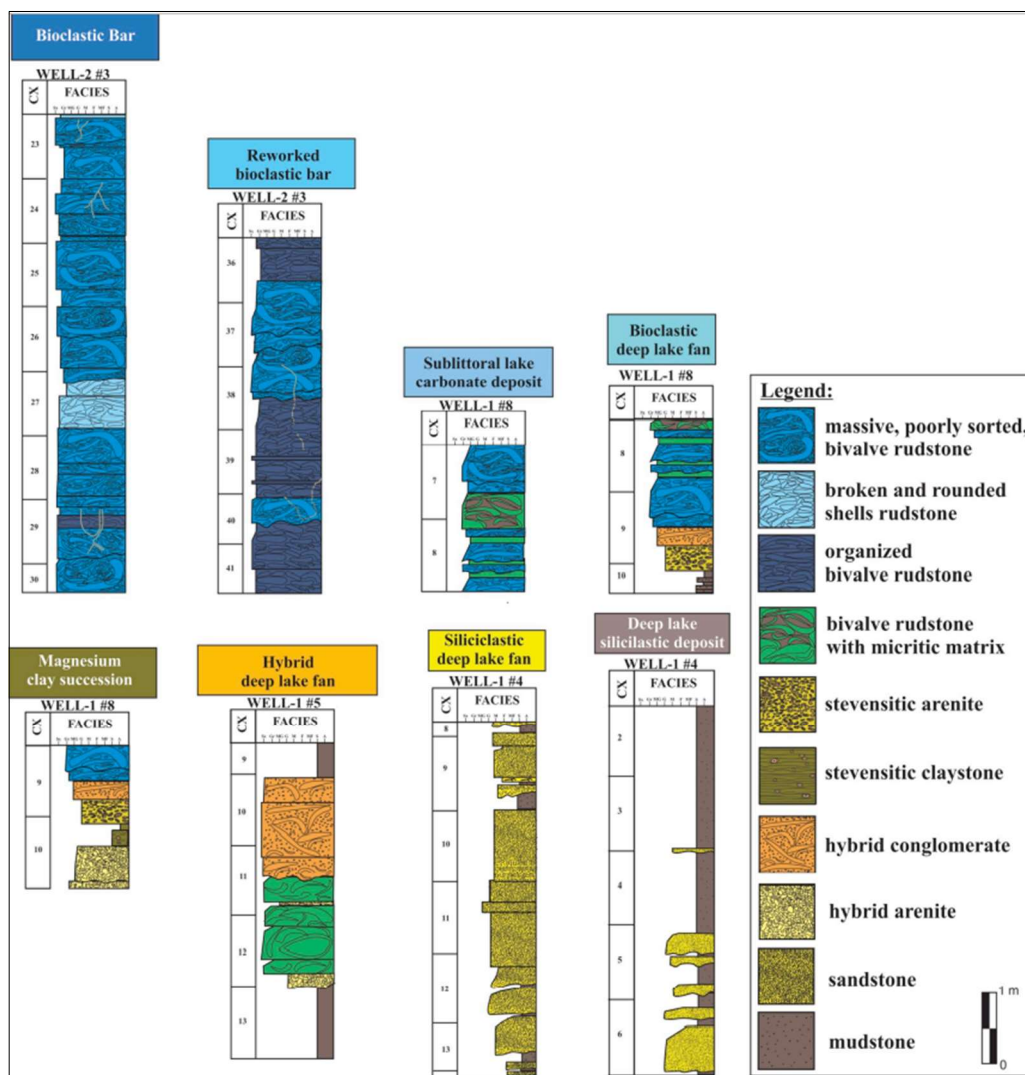 Bioclastic Bar
WELL-2 #3
CX
FACIES
23
24
25
26
27
28
29
30
Reworked
bioclastic bar
WELL-2 #3
CX
FACIES
36
37
38
39
40
41
Sublittoral lake
carbonate deposit
WELL-1 #8
CX
FACIES
7
8
Bioclastic
deep lake fan
WELL-1 #8
CX
FACIES
8
9
10
Magnesium
clay succession
WELL-1 #8
CX
FACIES
9
10
Hybrid
deep lake fan
WELL-1 #5
CX
FACIES
9
10
11
12
13
Siliciclastic
deep lake fan
WELL-1 #4
CX
FACIES
8
9
10
11
12
13
Deep lake
silicilastic deposit
WELL-1 #4
CX
FACIES
2
3
4
5
6
Legend:
massive, poorly sorted,
bivalve rudstone
broken and rounded
shells rudstone
organized
bivalve rudstone
bivalve rudstone
with micritic matrix
stevensitic arenite
stevensitic claystone
hybrid conglomerate
hybrid arenite
sandstone
mudstone
1 m
0